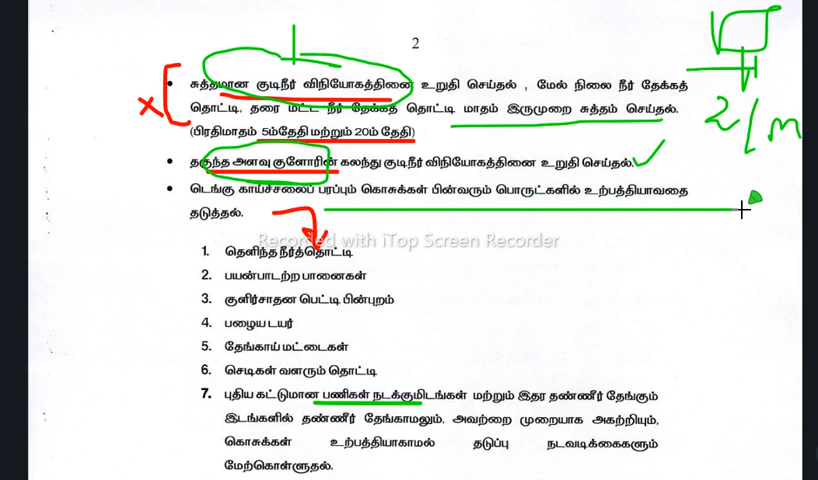 2
சுத்தமான குடிநீர் விநியோகத்தினை உறுதி செய்தல் , மேல் நிலை நீர் தேக்கத்
தொட்டி, தரை மட்ட நீர் தேக்கத் தொட்டி மாதம் இருமுறை சுத்தம் செய்தல்.
(பிரதிமாதம் 5ம்தேதி மற்றும் 20ம் தேதி)
2/m
தகுந்த அளவு குளோரின் கலந்து குடிநீர் விநியோகத்தினை உறுதி செய்தல்.
டெங்கு காய்ச்சலைப் பரப்பும் கொசுக்கள் பின்வரும் பொருட்களில் உற்பத்தியாவதை
தடுத்தல்.
Recorded with iTop Screen Recorder
1. தெளிந்த நீர்த்தொட்டி
2. பயன்பாடற்ற பானைகள்
3. குளிர்சாதன பெட்டி பின்புறம்
4. பழைய டயர்
5. தேங்காய் மட்டைகள்
6. செடிகள் வளரும் தொட்டி
7. புதிய கட்டுமான பணிகள் நடக்குமிடங்கள் மற்றும் இதர தண்ணீர் தேங்கும்
இடங்களில் தண்ணீர் தேங்காமலும், அவற்றை முறையாக அகற்றியும்,
கொசுக்கள் உற்பத்தியாகாமல் தடுப்பு நடவடிக்கைகளும்
மேற்கொள்ளுதல்.